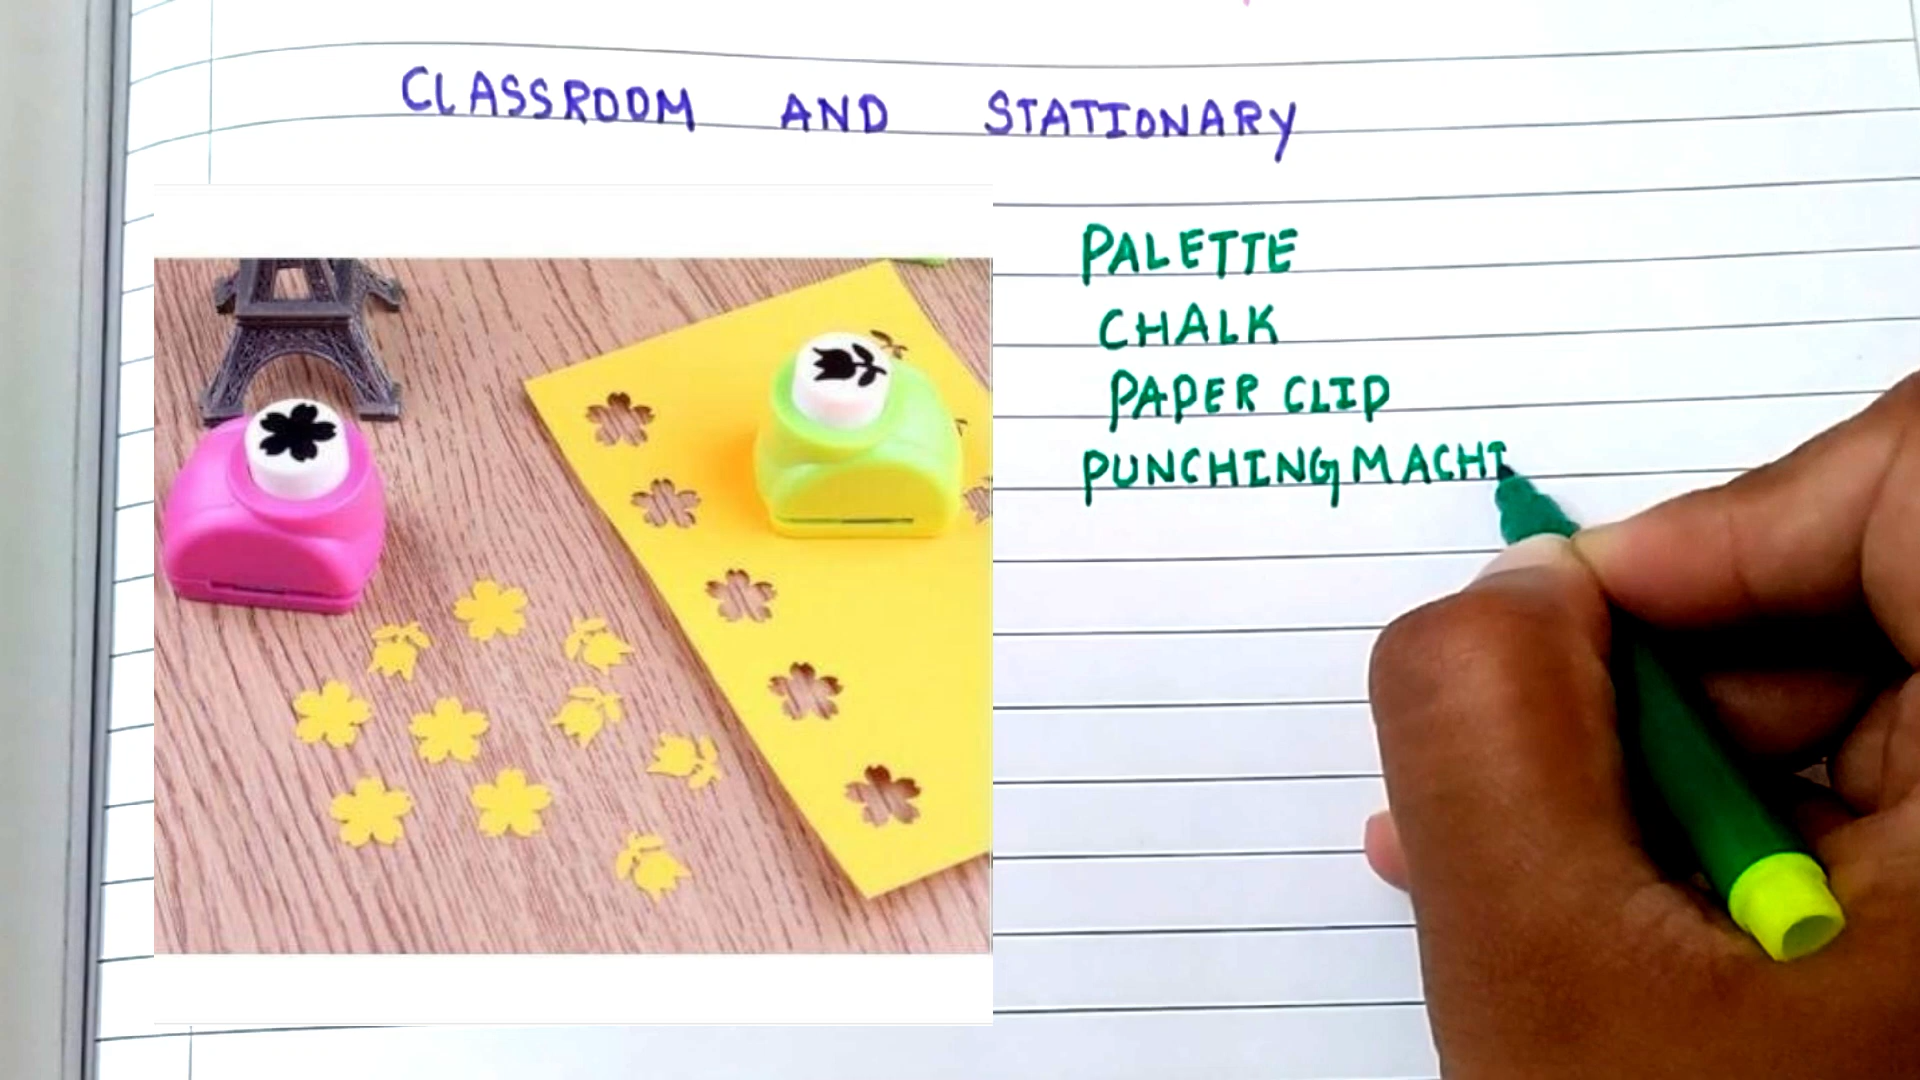 CLASSROOM AND STATIONARY
PALETTE
CHALK
PAPER CLIP
PUNCHING MACHI